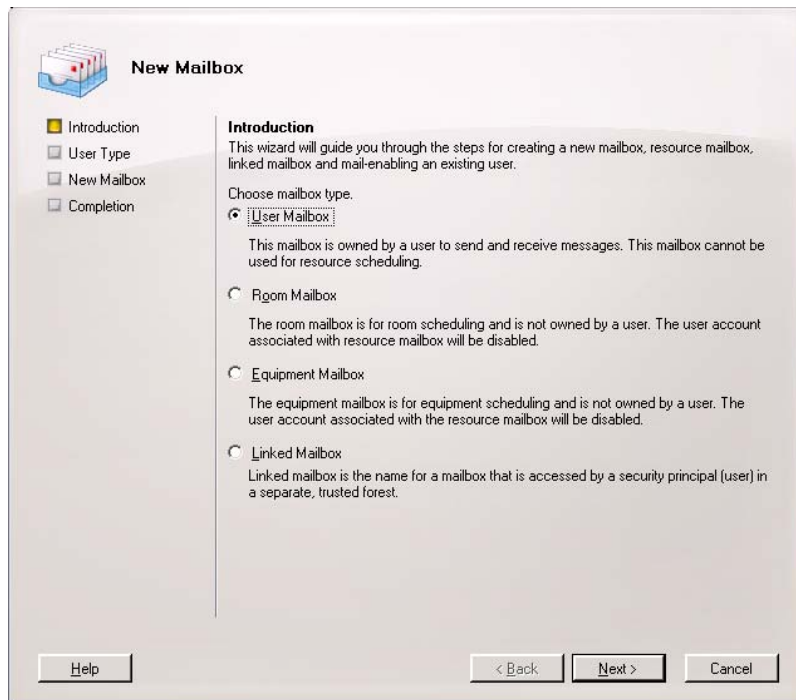 New Mailbox
Introduction
User Type
New Mailbox
Completion
Introduction
This wizard will guide you through the steps for creating a new mailbox, resource mailbox,
linked mailbox and mail-enabling an existing user.
Choose mailbox type.
User Mailbox
This mailbox is owned by a user to send and receive messages. This mailbox cannot be
used for resource scheduling.
Room Mailbox
The room mailbox is for room scheduling and is not owned by a user. The user account
associated with resource mailbox will be disabled.
Equipment Mailbox
The equipment mailbox is for equipment scheduling and is not owned by a user. The
user account associated with the resource mailbox will be disabled.
Linked Mailbox
Linked mailbox is the name for a mailbox that is accessed by a security principal (user) in
a separate, trusted forest.
Help
< Back
Next >
Cancel